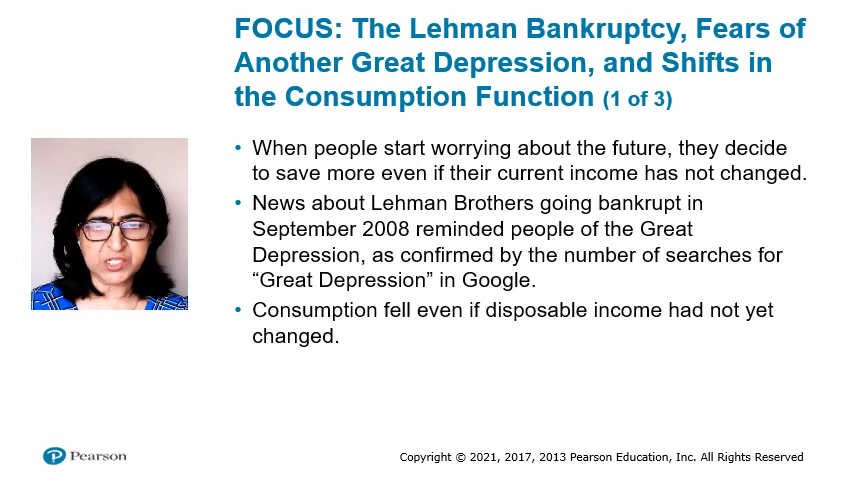 FOCUS: The Lehman Bankruptcy, Fears of
Another Great Depression, and Shifts in
the Consumption Function (1 of 3)
• When people start worrying about the future, they decide
to save more even if their current income has not changed.
• News about Lehman Brothers going bankrupt in
September 2008 reminded people of the Great
Depression, as confirmed by the number of searches for
“Great Depression” in Google.
• Consumption fell even if disposable income had not yet
changed.
P Pearson
Copyright © 2021, 2017, 2013 Pearson Education, Inc. All Rights Reserved